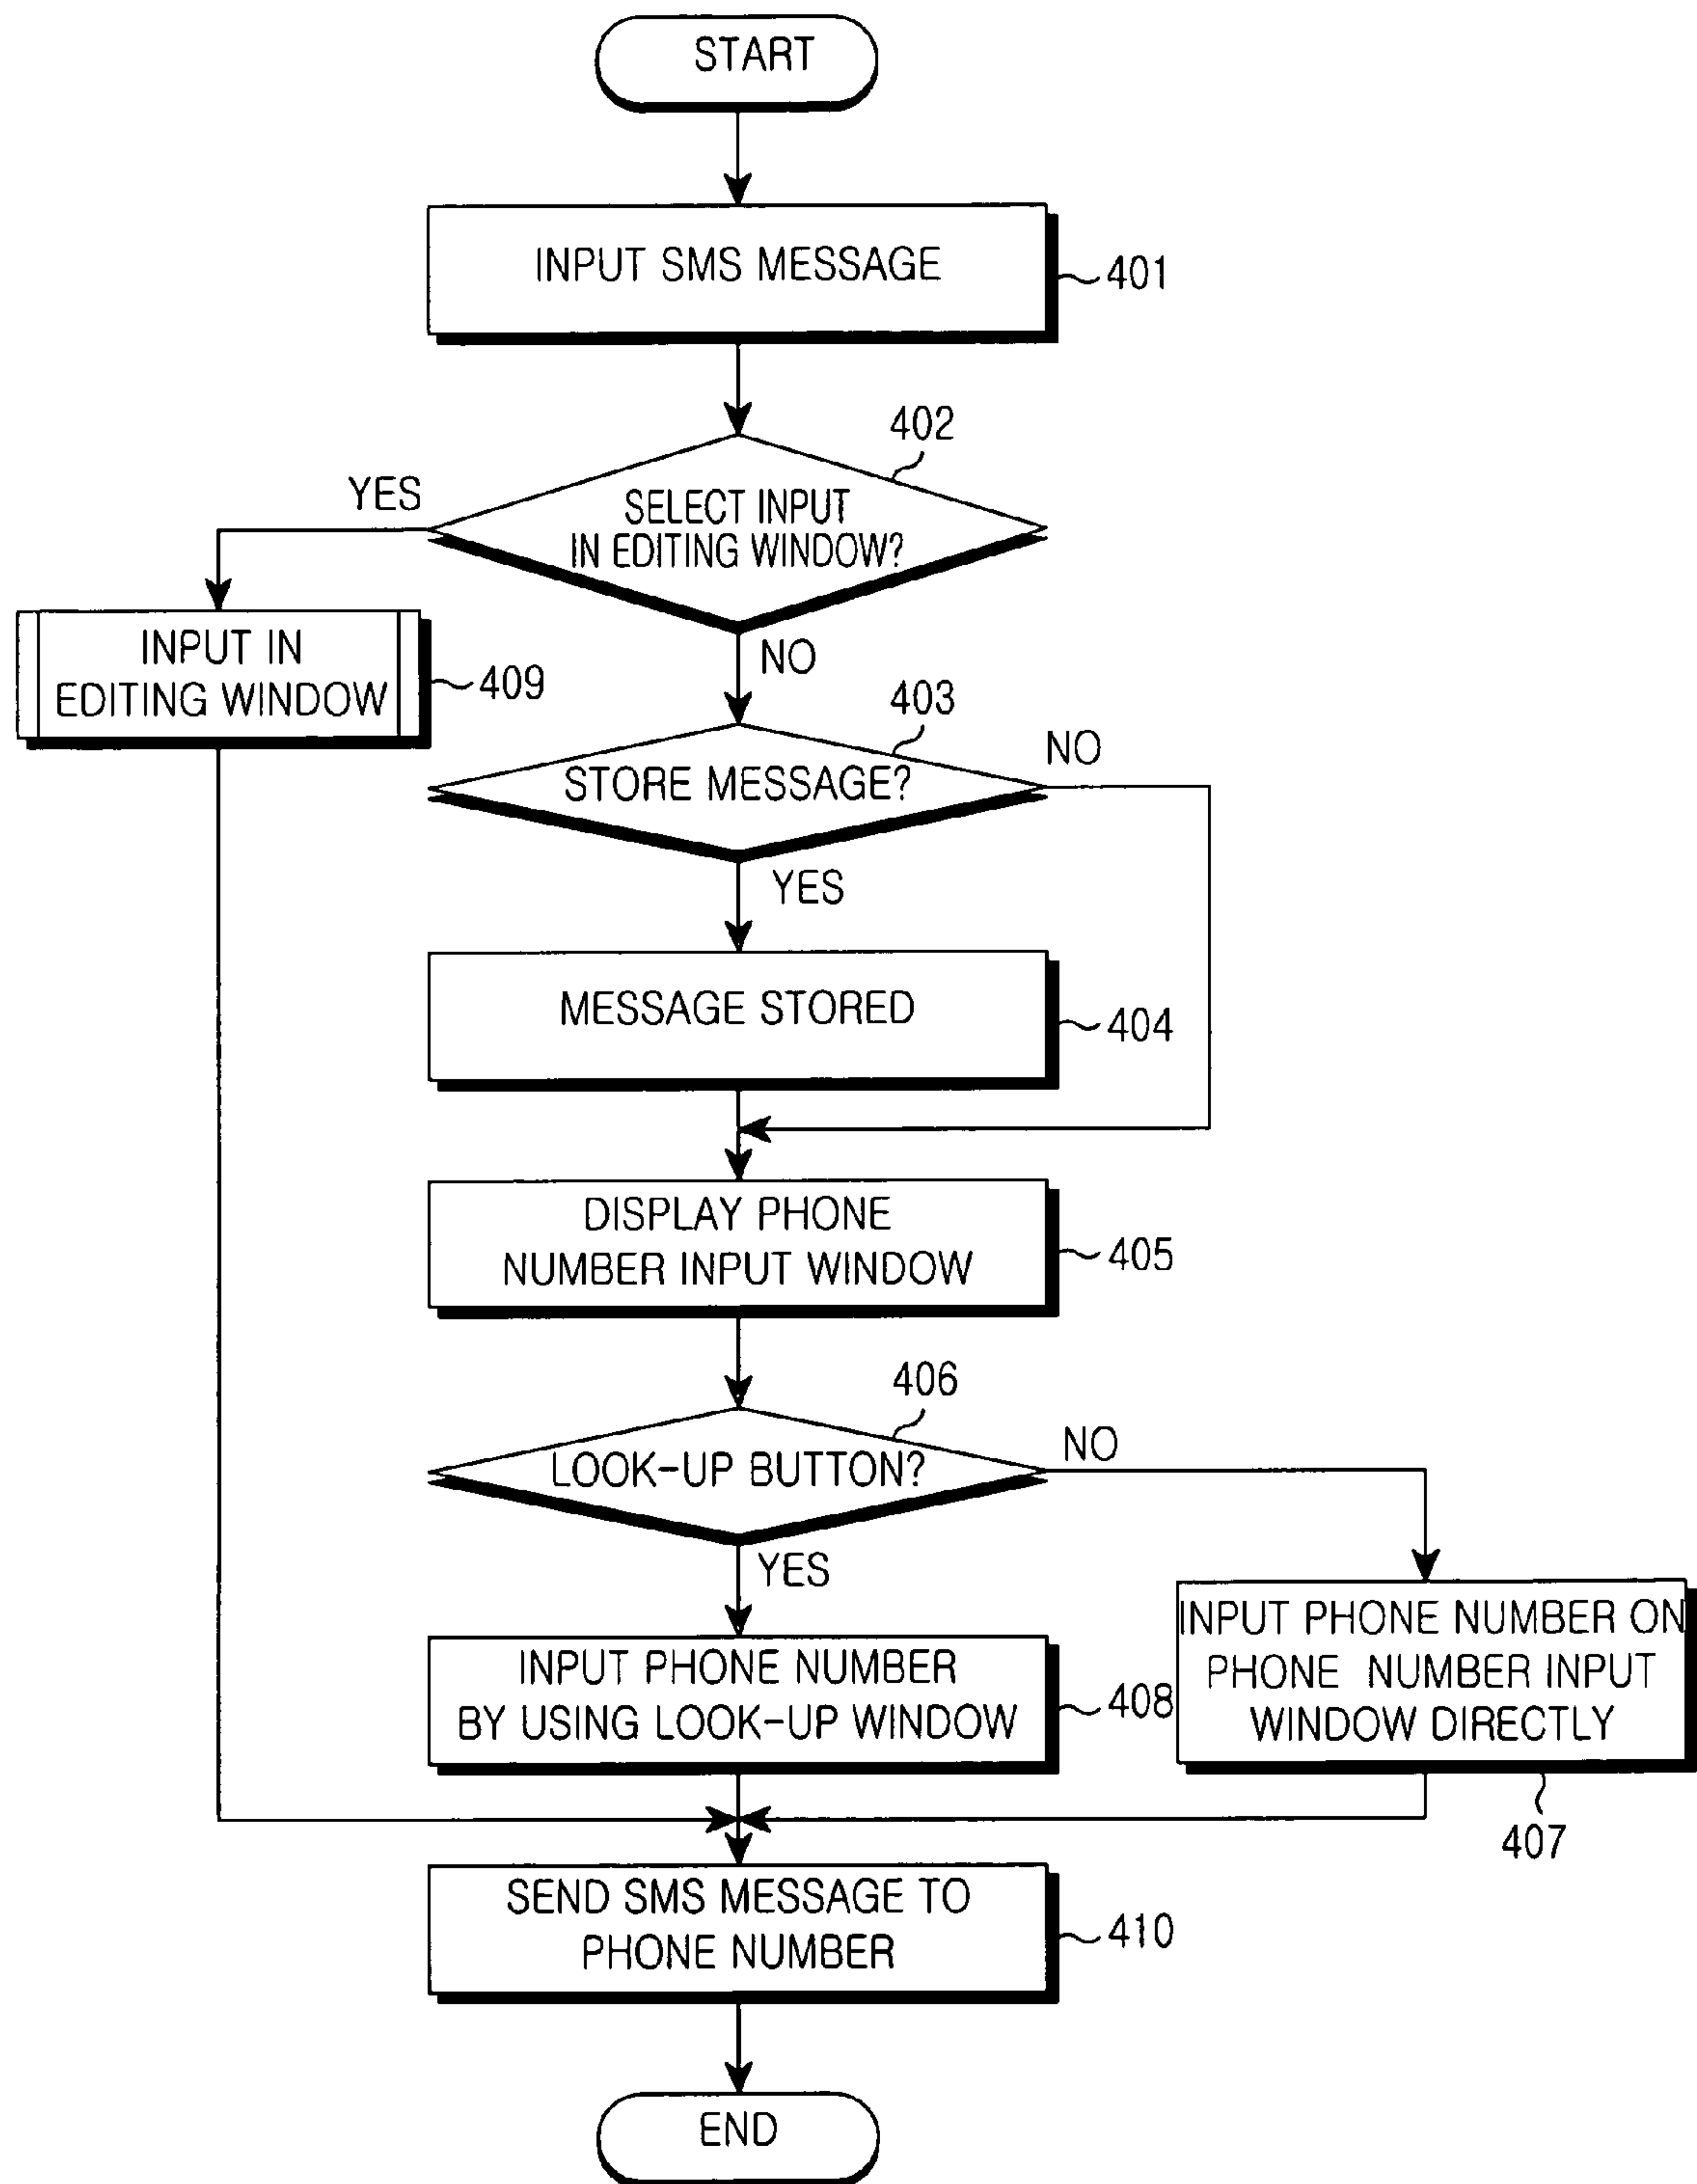 START
INPUT SMS MESSAGE
401
402
YES
SELECT INPUT
IN EDITING WINDOW?
INPUT IN
EDITING WINDOW
409
NO
403
NO
STORE MESSAGE?
YES
MESSAGE STORED
404
DISPLAY PHONE
NUMBER INPUT WINDOW
405
406
NO
LOOK-UP BUTTON?
YES
INPUT PHONE NUMBER
BY USING LOOK-UP WINDOW
408
INPUT PHONE NUMBER ON
PHONE NUMBER INPUT
WINDOW DIRECTLY
407
SEND SMS MESSAGE TO
PHONE NUMBER
410
END